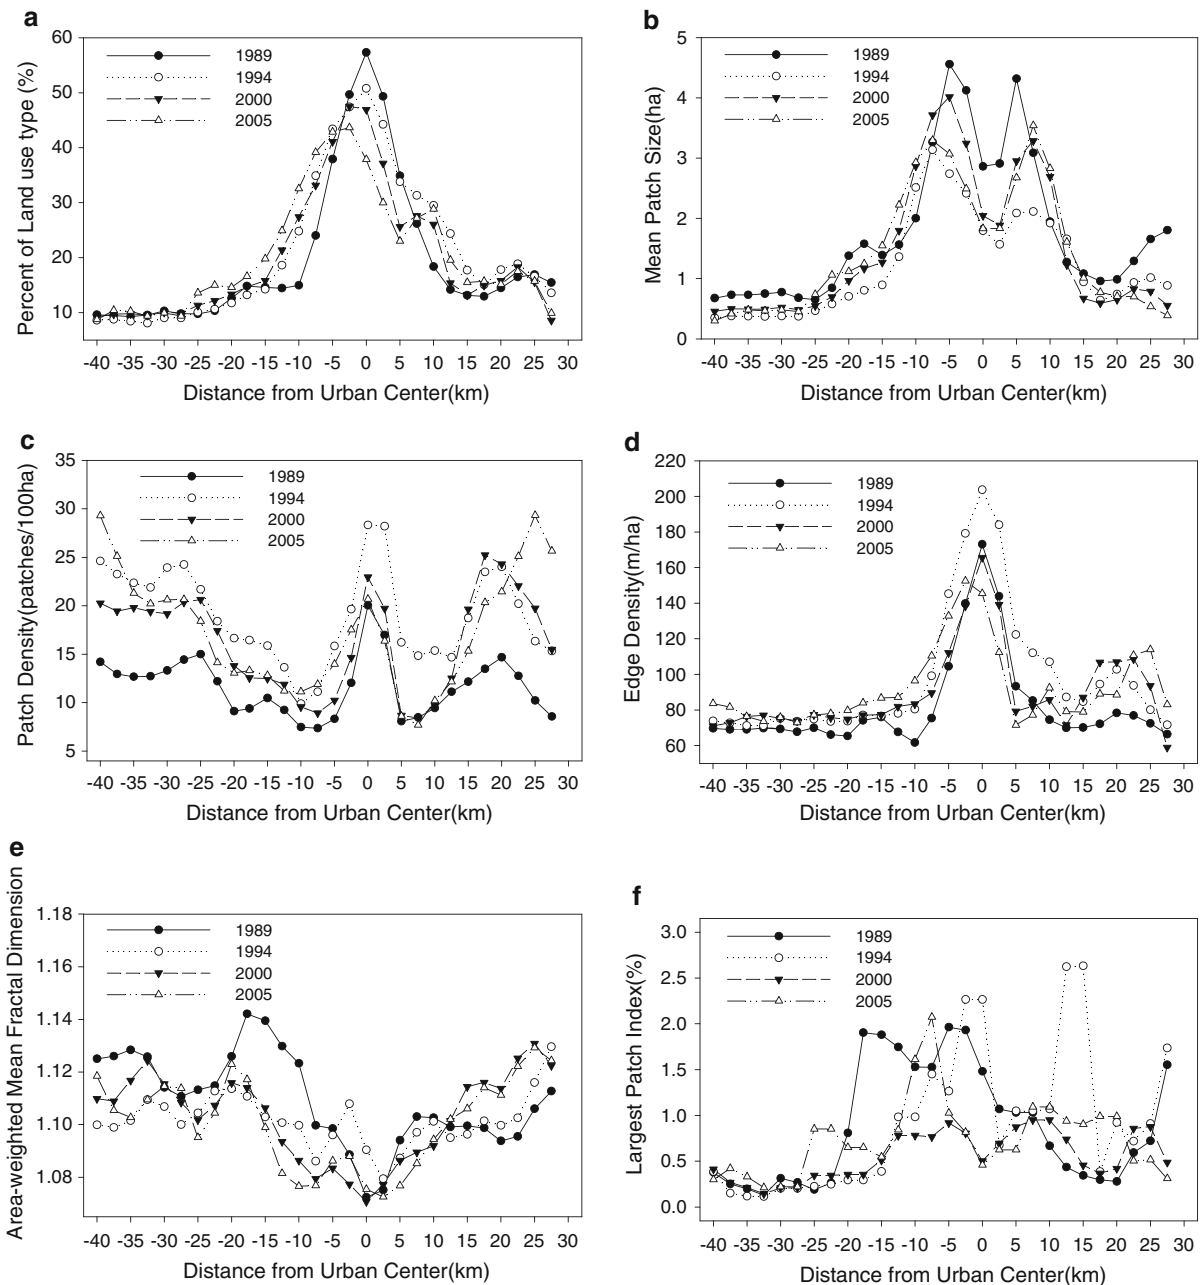 a
60
50
40
30
20
10
Percent of Land use type (%)
1989
1994
2000
2005
-40 -35 -30 -25 -20 -15 -10 -5 0 5 10 15 20 25 30
Distance from Urban Center(km)
b
5
4
3
2
1
0
Mean Patch Size(ha)
1989
1994
2000
2005
-40 -35 -30 -25 -20 -15 -10 -5 0 5 10 15 20 25 30
Distance from Urban Center(km)
c
35
30
25
20
15
10
5
Patch Density(patches/100ha)
1989
1994
2000
2005
-40 -35 -30 -25 -20 -15 -10 -5 0 5 10 15 20 25 30
Distance from Urban Center(km)
d
220
200
180
160
140
120
100
80
60
Edge Density(m/ha)
1989
1994
2000
2005
-40 -35 -30 -25 -20 -15 -10 -5 0 5 10 15 20 25 30
Distance from Urban Center(km)
e
1.18
1.16
1.14
1.12
1.10
1.08
Area-weighted Mean Fractal Dimension
1989
1994
2000
2005
-40 -35 -30 -25 -20 -15 -10 -5 0 5 10 15 20 25 30
Distance from Urban Center(km)
f
3.0
2.5
2.0
1.5
1.0
0.5
0.0
Largest Patch Index(%)
1989
1994
2000
2005
-40 -35 -30 -25 -20 -15 -10 -5 0 5 10 15 20 25 30
Distance from Urban Center(km)